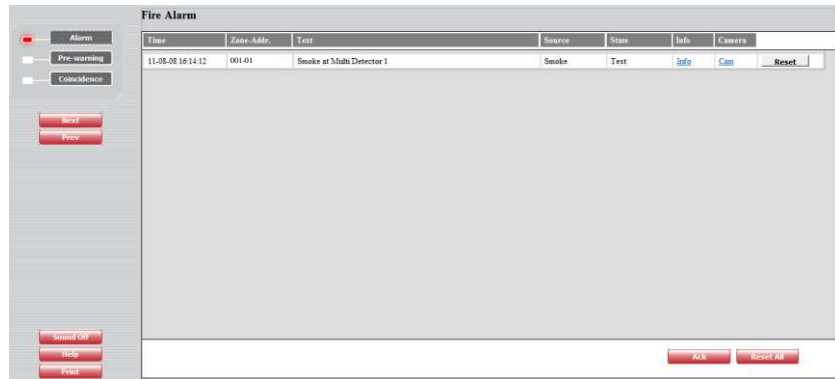 Fire Alarm
Alarm
Pre-warning
Coincidence
Next
Prev
Time Zone-Addr. Text Source State Info Camera
11-08-08 16:14:12 001-01 Smoke at Multi Detector 1 Smoke Test Info Cam Reset
Sound Off
Help
Print
Ack Reset All